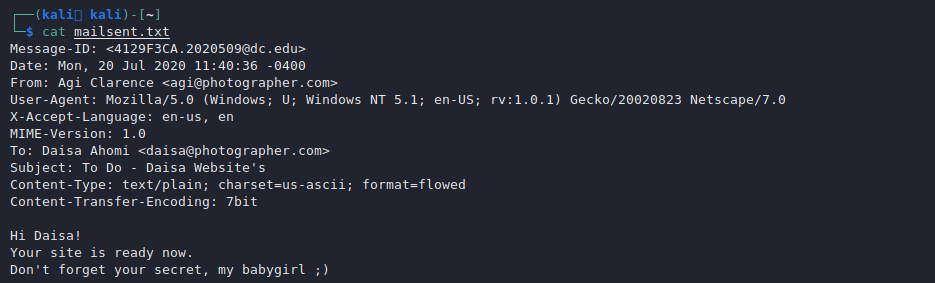 ┌──(kali㉿kali)-[~]
└─$ cat mailsent.txt
Message-ID: <4129F3CA.2020509@dc.edu>
Date: Mon, 20 Jul 2020 11:40:36 -0400
From: Agi Clarence <agi@photographer.com>
User-Agent: Mozilla/5.0 (Windows; U; Windows NT 5.1; en-US; rv:1.0.1) Gecko/20020823 Netscape/7.0
X-Accept-Language: en-us, en
MIME-Version: 1.0
To: Daisa Ahomi <daisa@photographer.com>
Subject: To Do - Daisa Website's
Content-Type: text/plain; charset=us-ascii; format=flowed
Content-Transfer-Encoding: 7bit

Hi Daisa!
Your site is ready now.
Don't forget your secret, my babygirl ;)